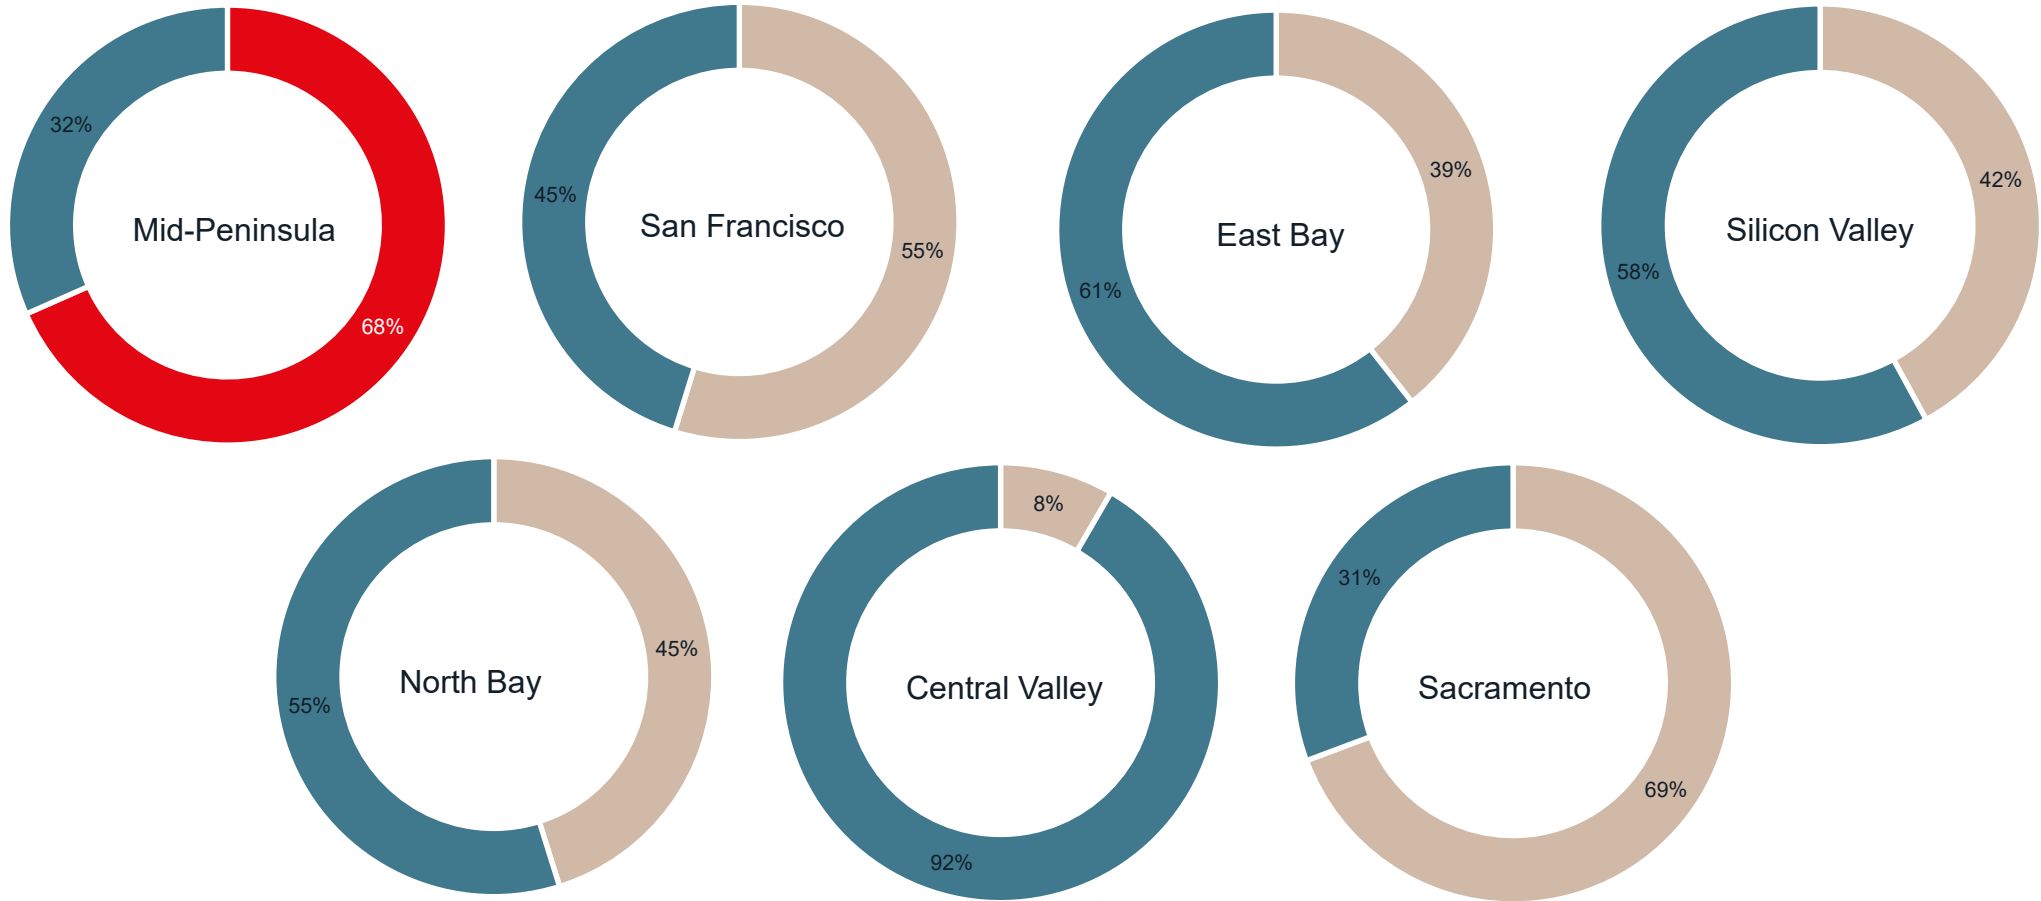 32%
Mid-Peninsula
68%
45%
San Francisco
55%
39%
East Bay
61%
42%
Silicon Valley
58%
45%
North Bay
55%
8%
Central Valley
92%
31%
Sacramento
69%